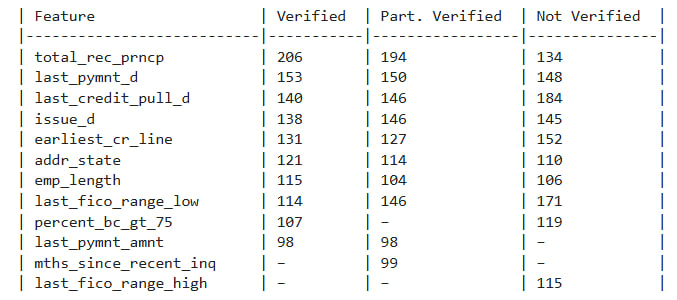 | Feature | Verified | Part. Verified | Not Verified |
|----------------------------|-----------|-----------------|---------------|
| total_rec_prncp | 206 | 194 | 134 |
| last_pymnt_d | 153 | 150 | 148 |
| last_credit_pull_d | 140 | 146 | 184 |
| issue_d | 138 | 146 | 145 |
| earliest_cr_line | 131 | 127 | 152 |
| addr_state | 121 | 114 | 110 |
| emp_length | 115 | 104 | 106 |
| last_fico_range_low | 114 | 146 | 171 |
| percent_bc_gt_75 | 107 | – | 119 |
| last_pymnt_amnt | 98 | 98 | – |
| mths_since_recent_inq | – | 99 | – |
| last_fico_range_high | – | – | 115 |